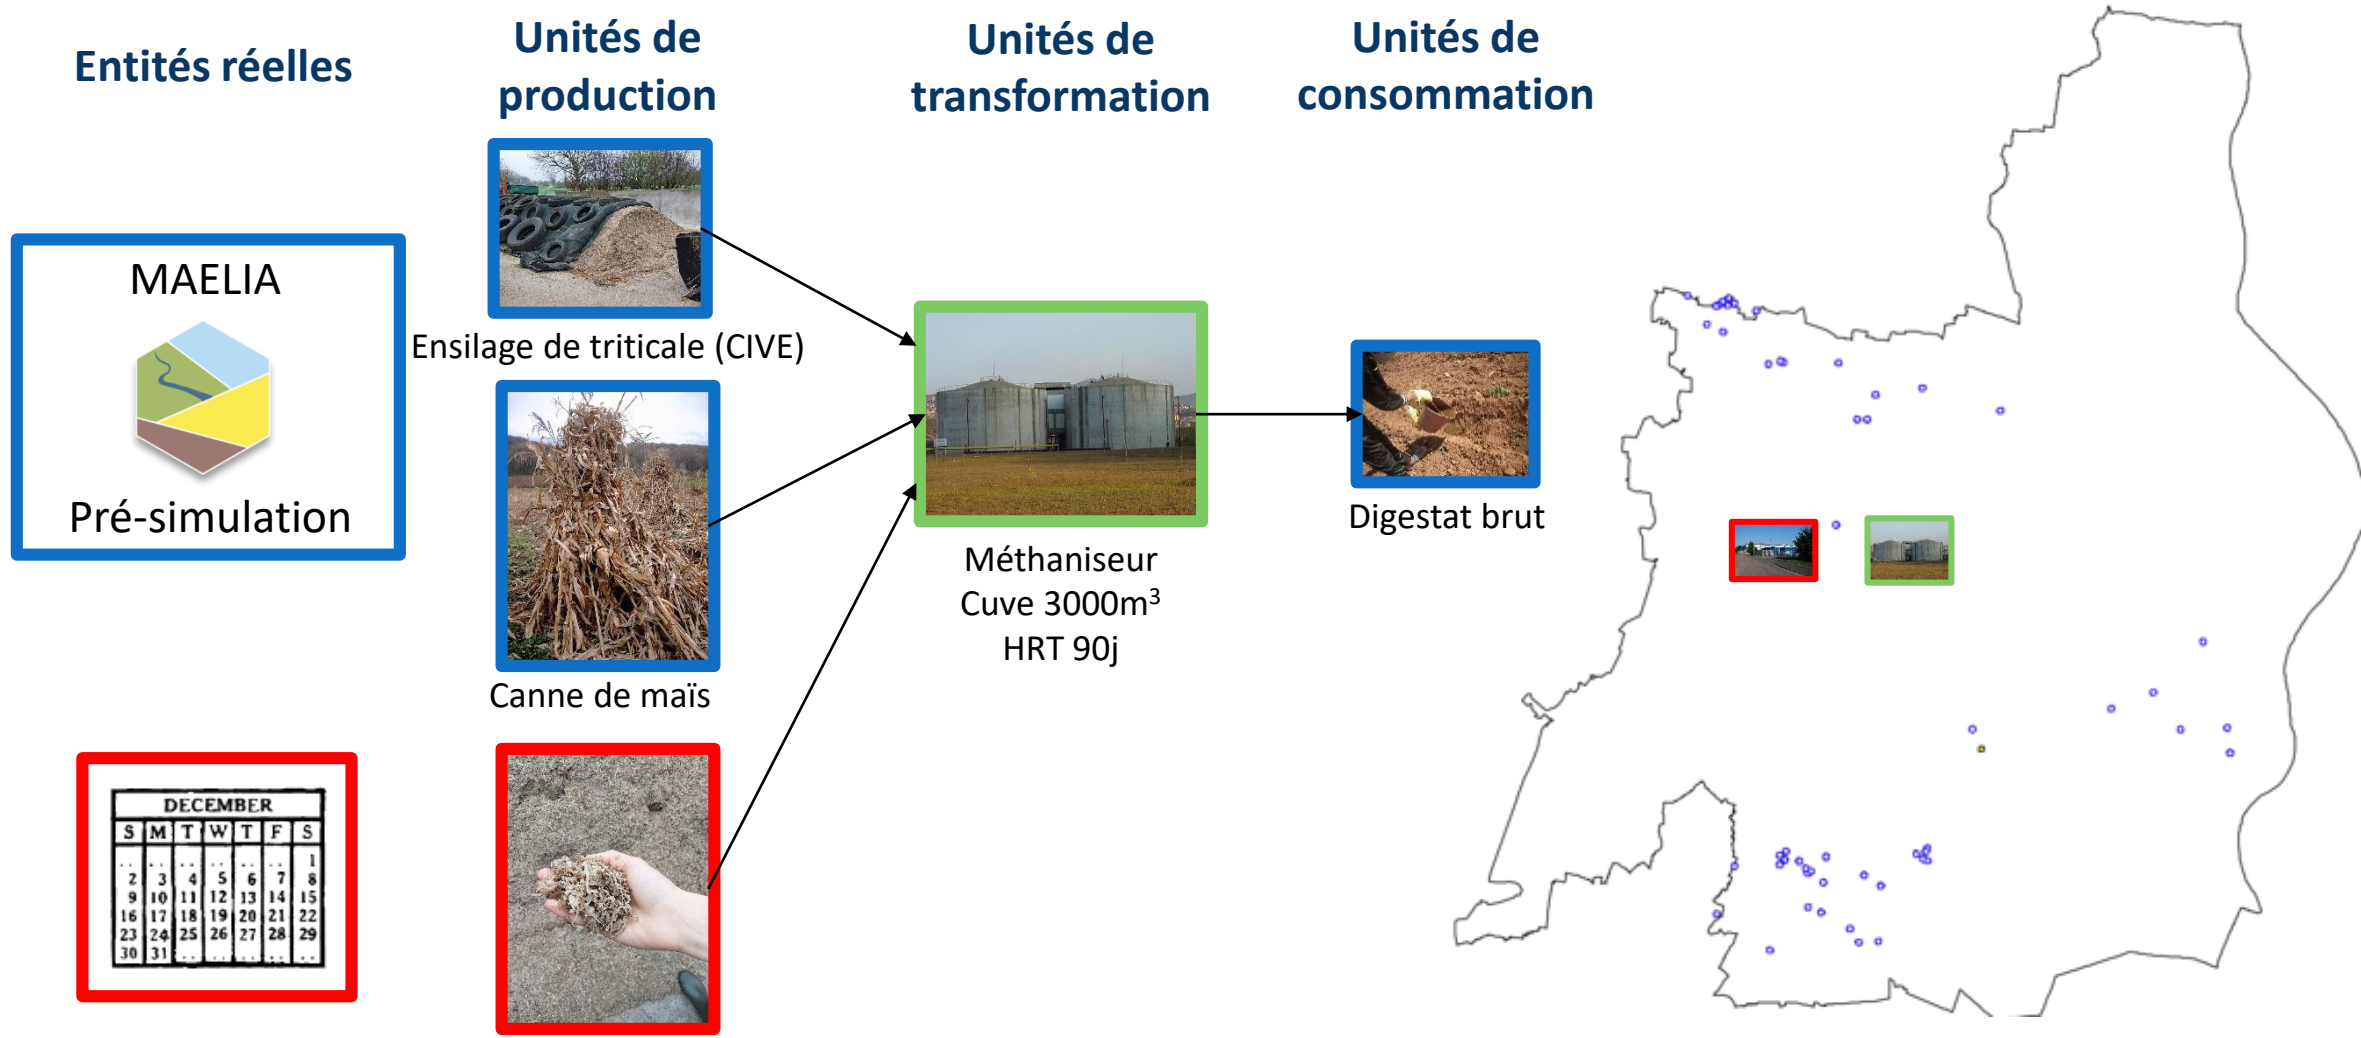 Entités réelles
Unités de
production
Unités de
transformation
Unités de
consommation
MAELIA
Pré-simulation
Ensilage de triticale (CIVE)
Canne de maïs
Méthaniseur
Cuve 3000m³
HRT 90j
Digestat brut
DECEMBER
S M T W T F S
.. .. .. .. .. .. 1
2 3 4 5 6 7 8
9 10 11 12 13 14 15
16 17 18 19 20 21 22
23 24 25 26 27 28 29
30 31 .. .. .. .. ..